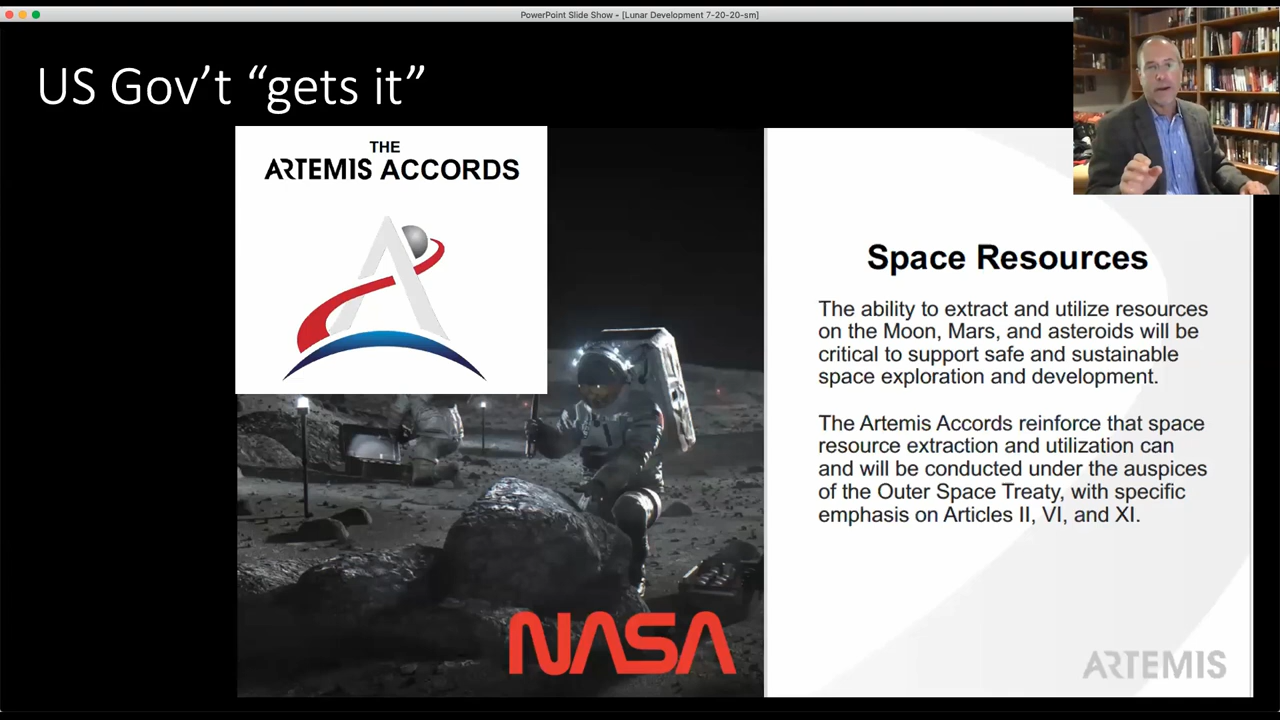 PowerPoint Slide Show - [Lunar Development 7-20-20-sm]
US Gov't “gets it”
THE
ARTEMIS ACCORDS
NASA
Space Resources
The ability to extract and utilize resources
on the Moon, Mars, and asteroids will be
critical to support safe and sustainable
space exploration and development.
The Artemis Accords reinforce that space
resource extraction and utilization can
and will be conducted under the auspices
of the Outer Space Treaty, with specific
emphasis on Articles II, VI, and XI.
ARTEMIS